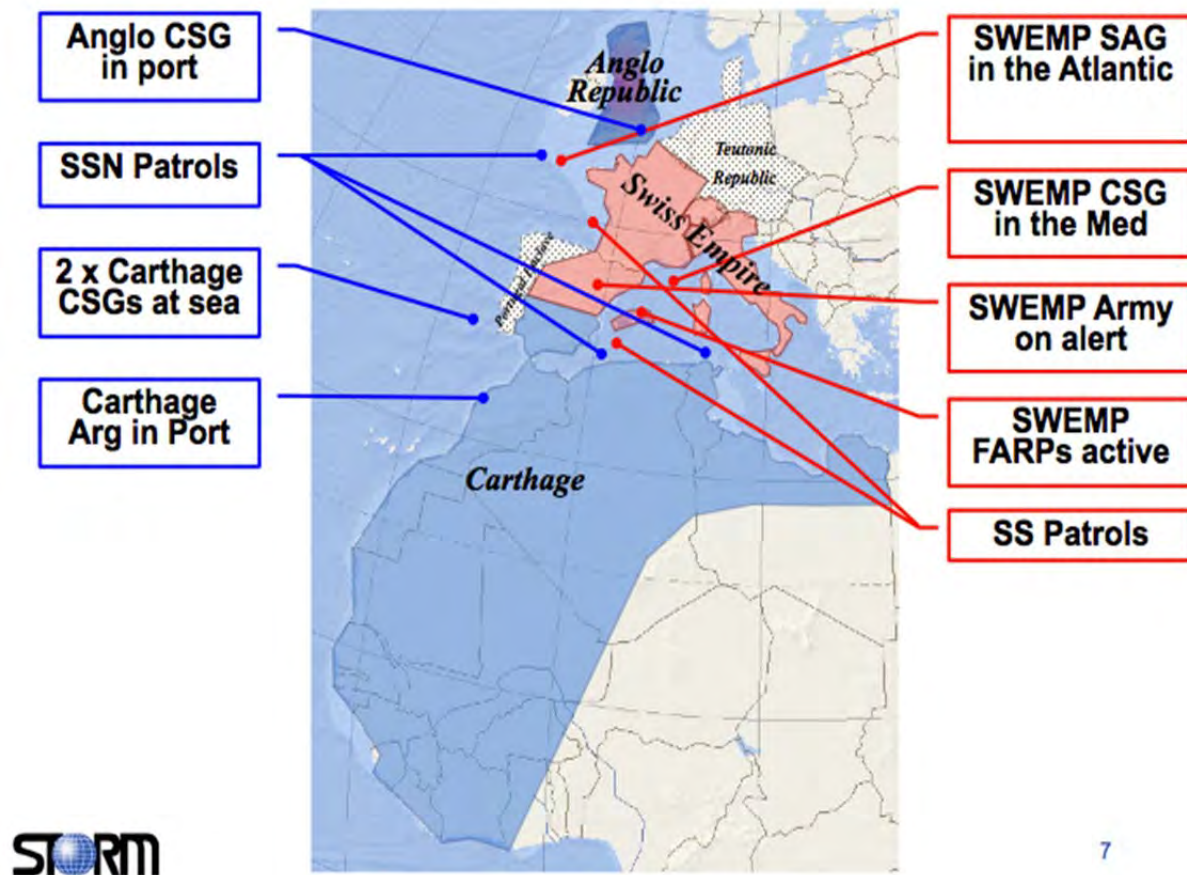 Anglo CSG
in port
SSN Patrols
2 x Carthage
CSGs at sea
Carthage
Arg in Port
Anglo
Republic
Teutonic
Republic
Swiss Empire
Carthage
SWEMP SAG
in the Atlantic
SWEMP CSG
in the Med
SWEMP Army
on alert
SWEMP
FARPs active
SS Patrols
STORM
7